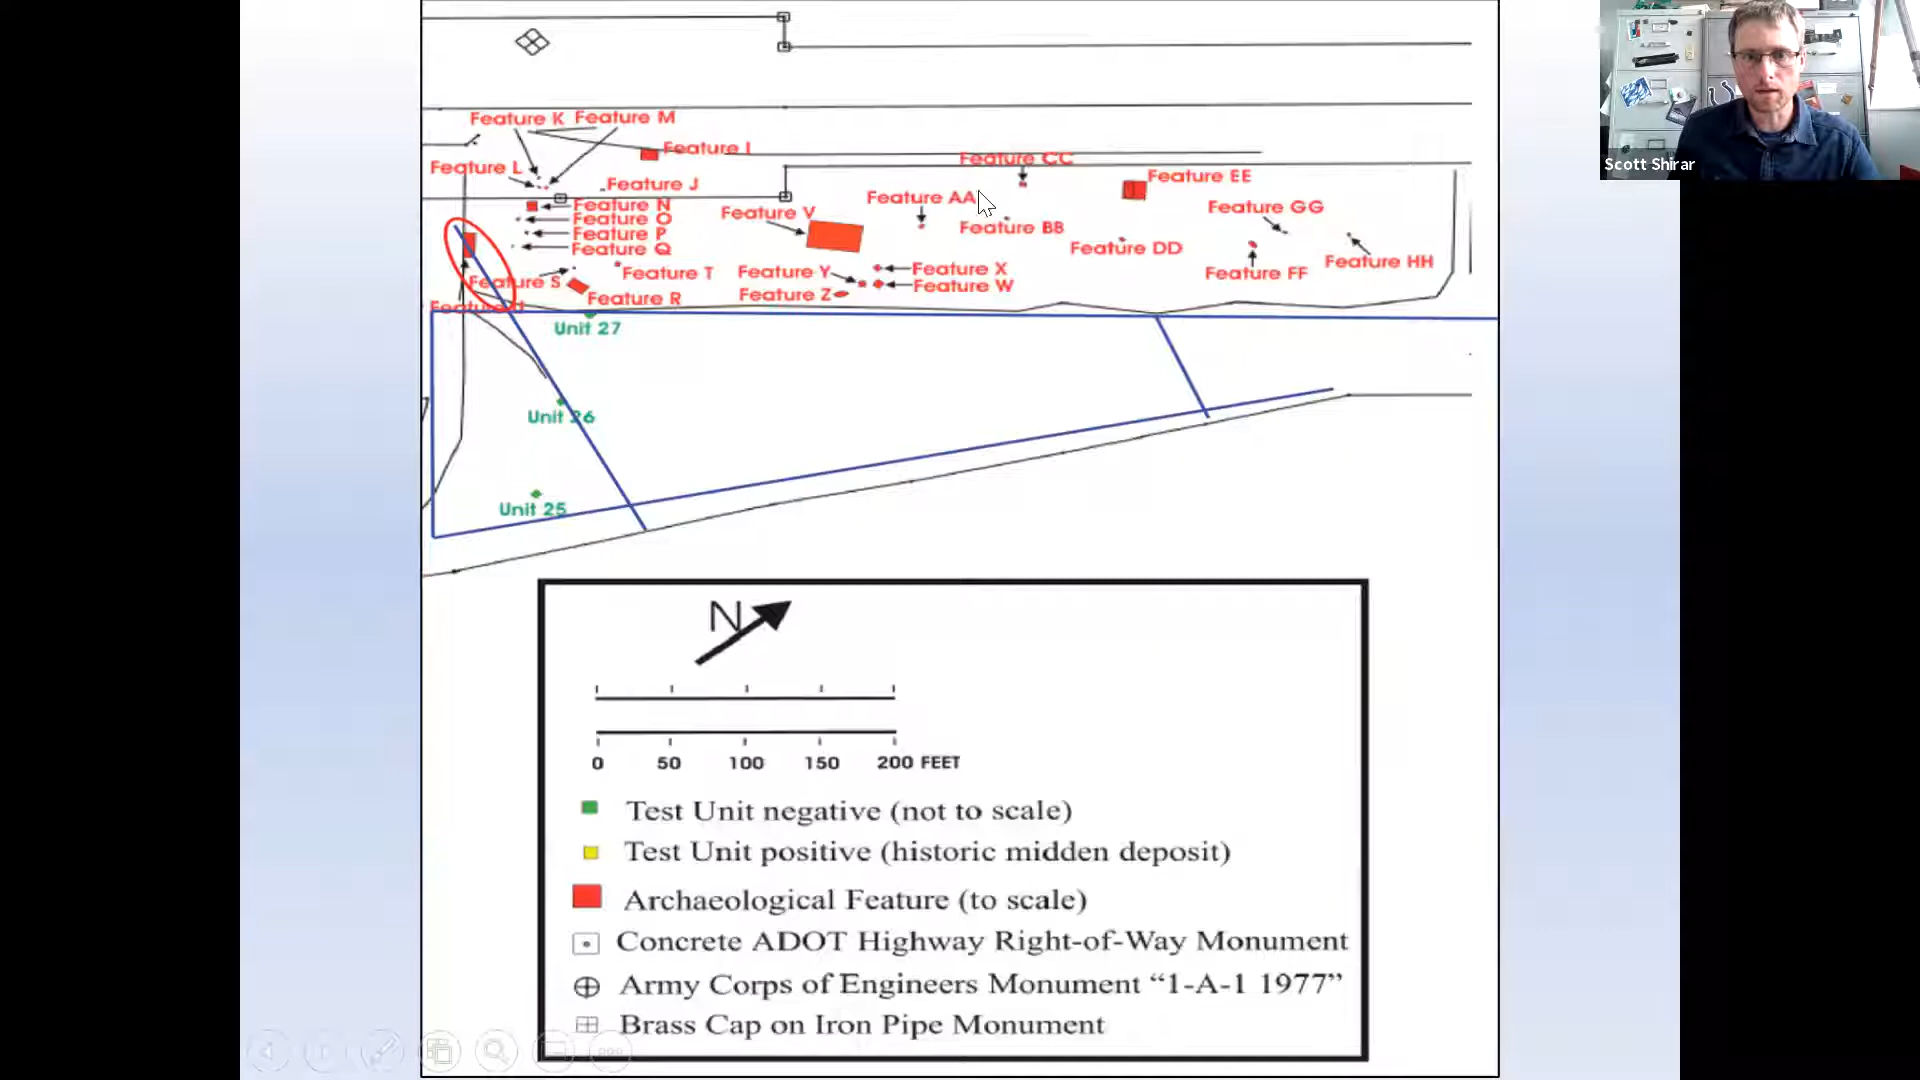 Scott Shirar
Feature K Feature M
Feature I
Feature CC
Feature L
Feature EE
Feature J
Feature AA
Feature N
Feature GG
Feature V
Feature O
Feature BB
Feature P
Feature DD
Feature Q
Feature HH
Feature T
Feature Y
Feature X
Feature FF
Feature S
Feature W
Feature Z
Feature R
Feature
Unit 27
Unit 26
Unit 25
N
0 50 100 150 200 FEET
Test Unit negative (not to scale)
Test Unit positive (historic midden deposit)
Archaeological Feature (to scale)
Concrete ADOT Highway Right-of-Way Monument
Army Corps of Engineers Monument “1-A-1 1977”
Brass Cap on Iron Pipe Monument